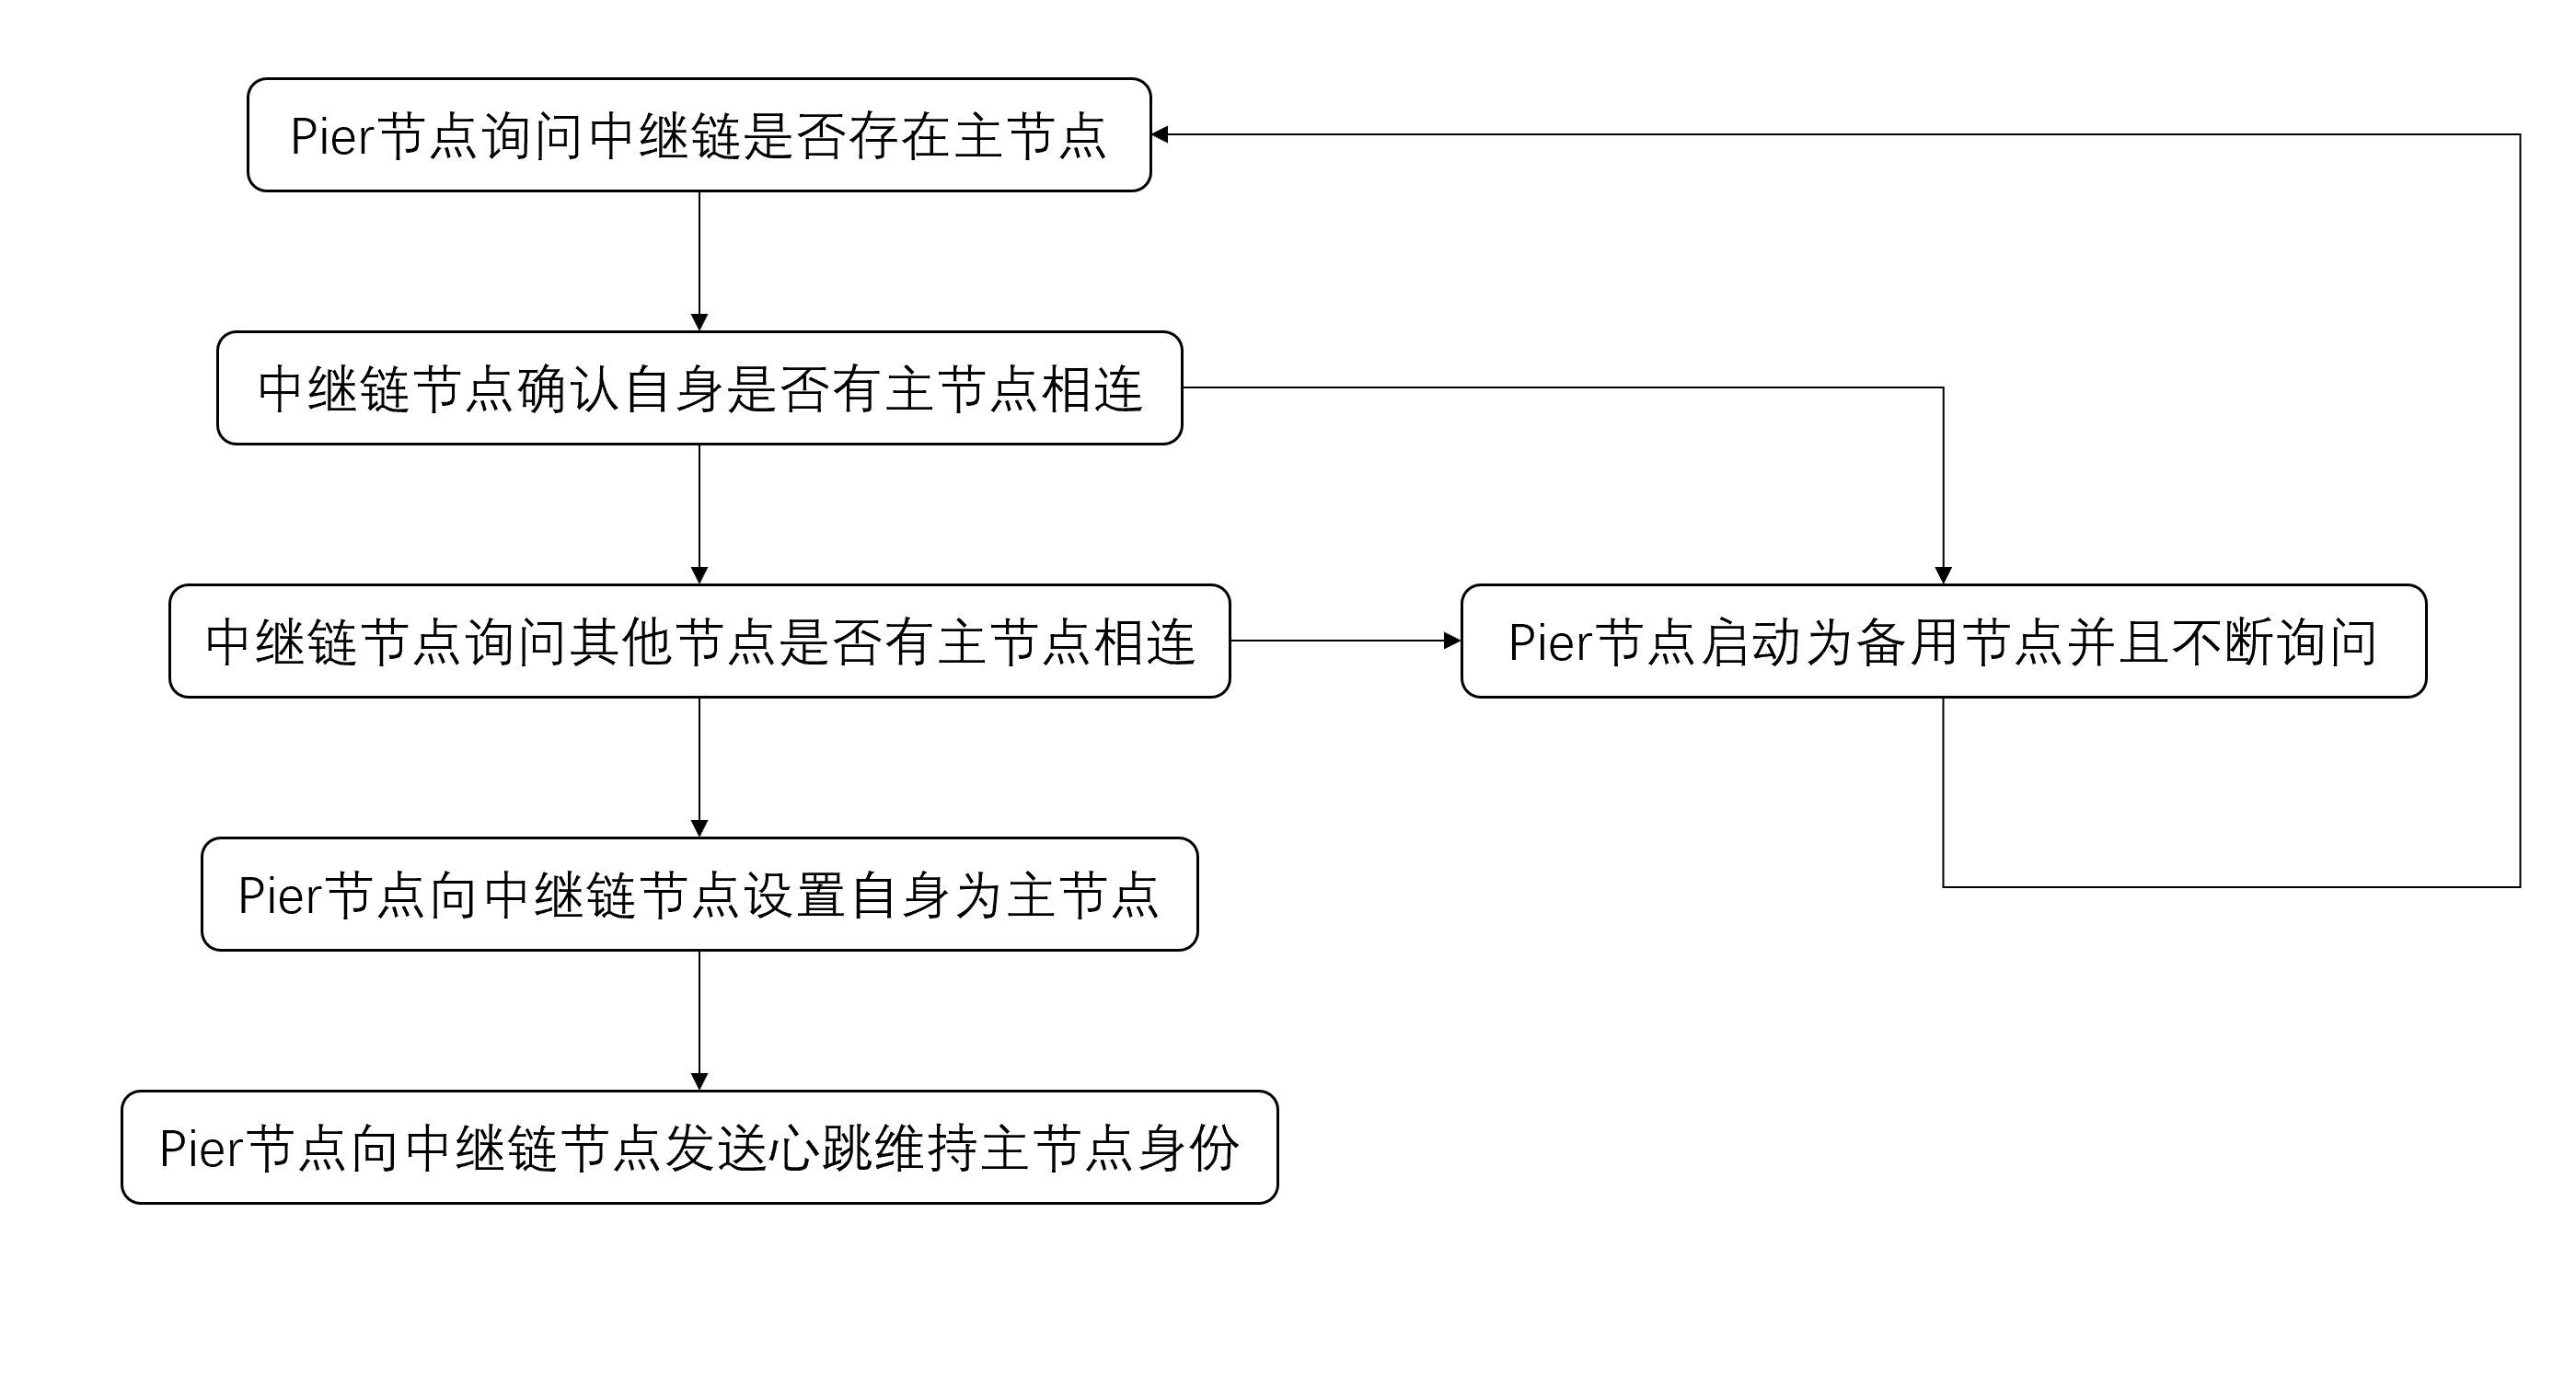 Pier节点询问中继链是否存在主节点
中继链节点确认自身是否有主节点相连
中继链节点询问其他节点是否有主节点相连
Pier节点启动为备用节点并且不断询问
Pier节点向中继链节点设置自身为主节点
Pier节点向中继链节点发送心跳维持主节点身份